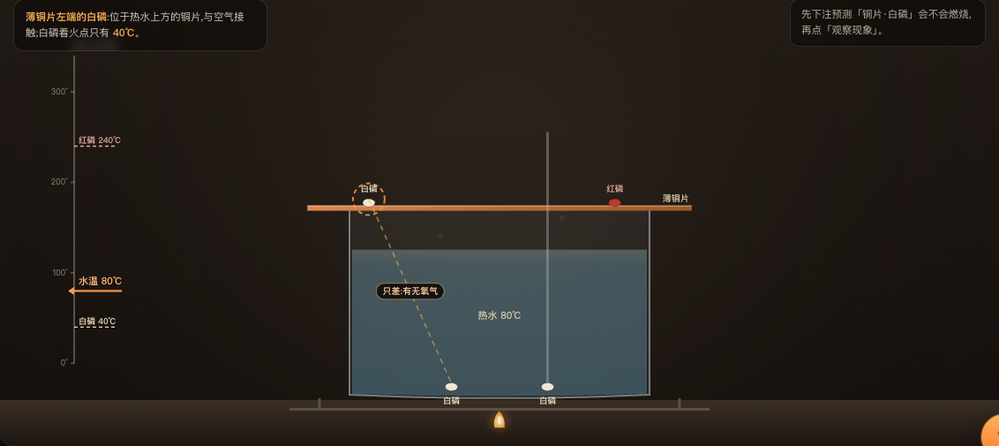 薄铜片左端的白磷:位于热水上方的铜片,与空气接
触;白磷着火点只有 40℃。
先下注预测「铜片·白磷」会不会燃烧,
再点「观察现象」。
300°
红磷 240℃
200°
100°
水温 80℃
白磷 40℃
0°
白磷
红磷
薄铜片
只差:有无氧气
热水 80℃
白磷
白磷